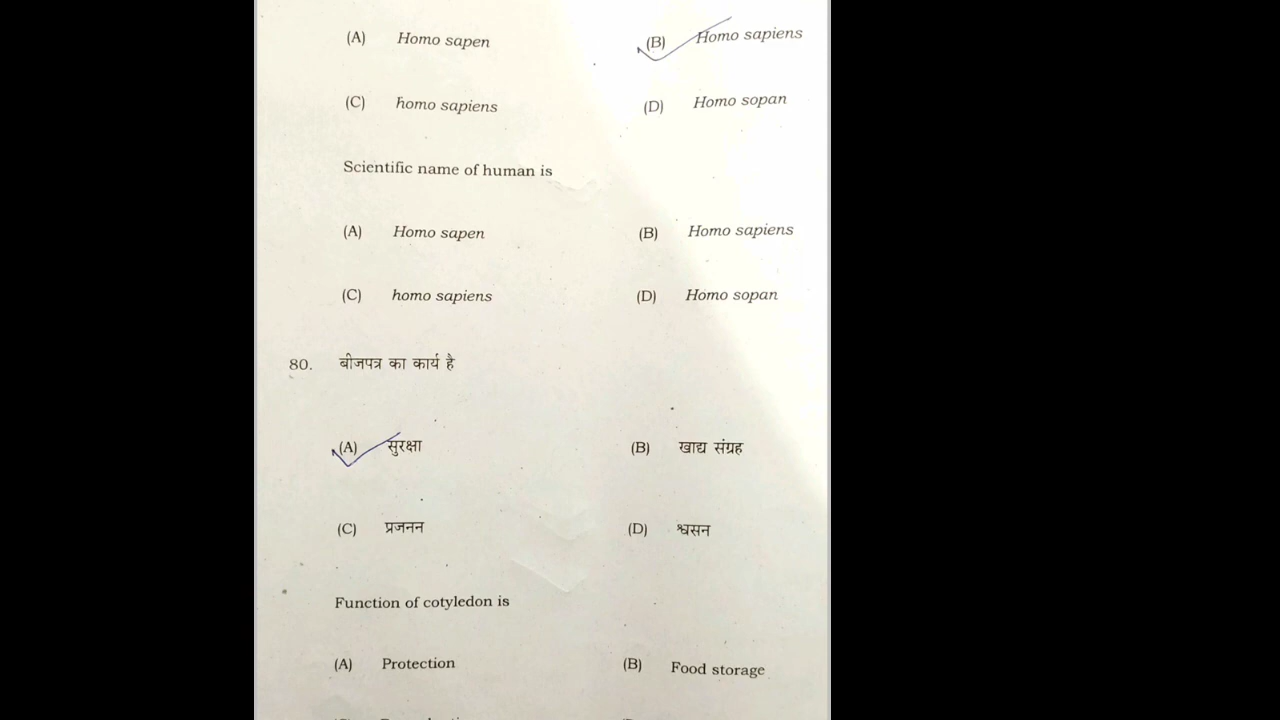 (A) Homo sapen (B) Homo sapiens
(C) homo sapiens (D) Homo sopan
Scientific name of human is
(A) Homo sapen (B) Homo sapiens
(C) homo sapiens (D) Homo sopan
80. बीजपत्र का कार्य है
(A) सुरक्षा (B) खाद्य संग्रह
(C) प्रजनन (D) श्वसन
Function of cotyledon is
(A) Protection (B) Food storage